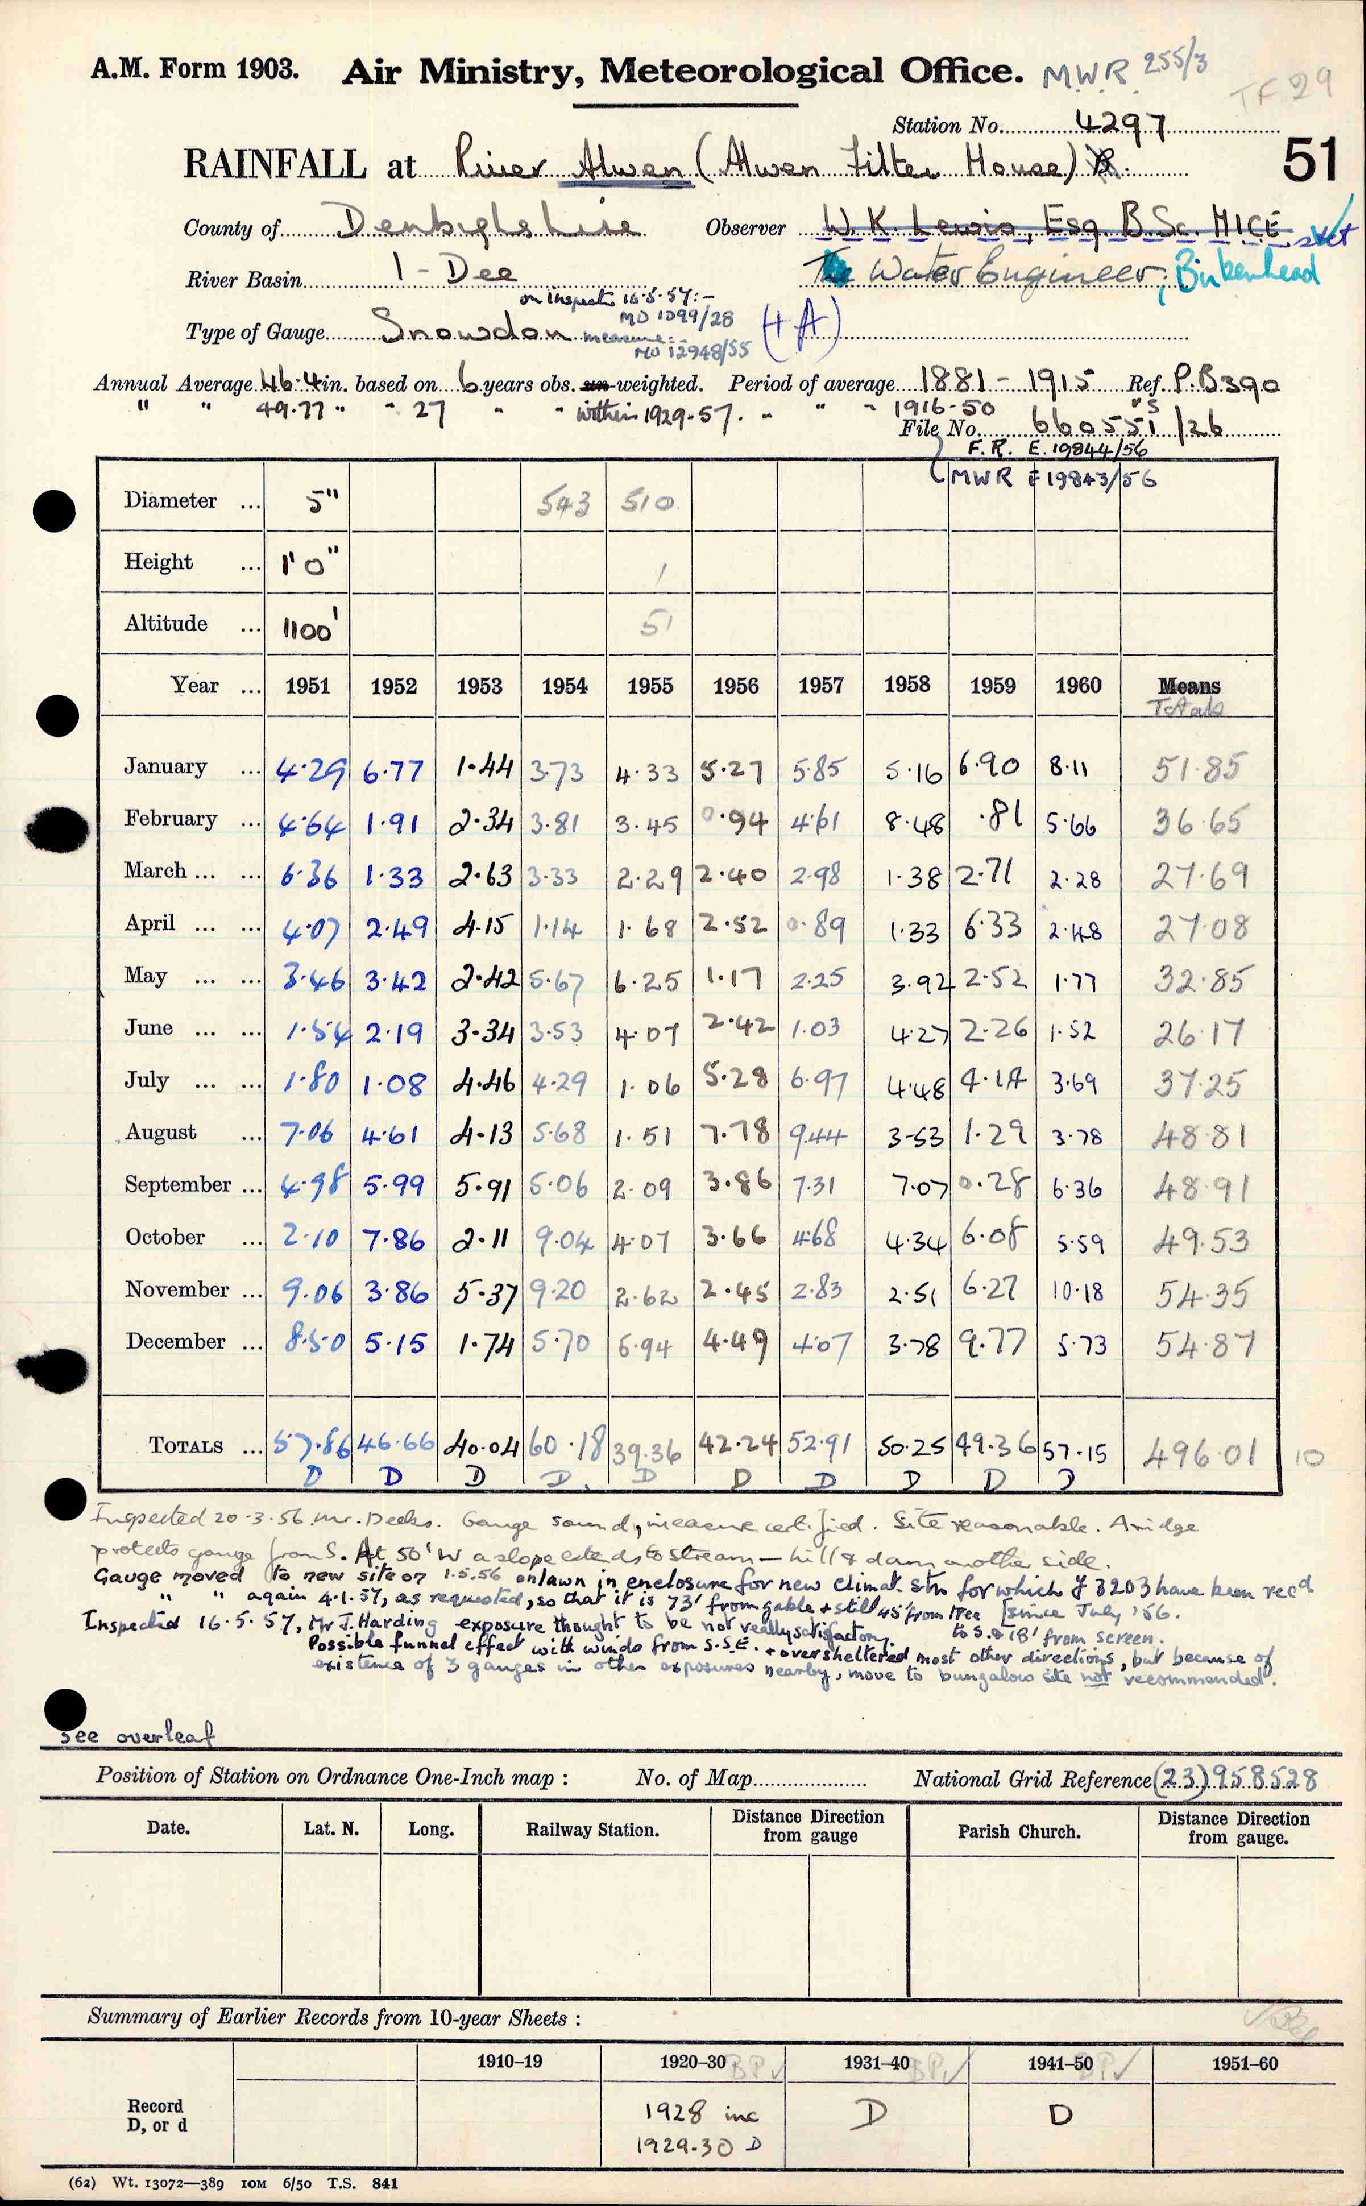 A.M. Form 1903. Air Ministry, Meteorological Office. M.W.R. 255/3
TF 29
Station No. 4297
51
RAINFALL at River Alwen (Alwen Filter House) R.
County of Denbighshire Observer W. K. Lewis, Esq. B.Sc. MICE stet
River Basin 1 - Dee The Water Engineer, Birkenhead
on inspectn 16.5.57:-
MO 1099/28
Type of Gauge Snowdon measure:- (+A)
MO 12948/55
Annual Average 46.4 in. based on 6 years obs. un-weighted. Period of average 1881 - 1915 Ref. P.B390
" " 49.77 " " 27 " " within 1929-57. " " " 1916-50 "S
File No. 660551/26
F. R. E. 19844/56
MWR E 19843/56
Diameter ... 5" 543 510
Height ... 1' 0" 1
Altitude ... 1100' 51
Year ... 1951 1952 1953 1954 1955 1956 1957 1958 1959 1960 Means
Totals
January ... 4.29 6.77 1.44 3.73 4.33 5.27 5.85 5.16 6.90 8.11 51.85
February ... 4.64 1.91 2.34 3.81 3.45 0.94 4.61 8.48 .81 5.66 36.65
March ... ... 6.36 1.33 2.63 3.33 2.29 2.40 2.98 1.38 2.71 2.28 27.69
April ... ... 4.07 2.49 4.15 1.14 1.68 2.52 0.89 1.33 6.33 2.48 27.08
May ... ... 3.46 3.42 2.42 5.67 6.25 1.17 2.25 3.92 2.52 1.77 32.85
June ... ... 1.54 2.19 3.34 3.53 4.07 2.42 1.03 4.27 2.26 1.52 26.17
July ... ... 1.80 1.08 4.46 4.29 1.06 5.28 6.97 4.48 4.14 3.69 37.25
August ... 7.06 4.61 4.13 5.68 1.51 7.78 9.44 3.53 1.29 3.78 48.81
September ... 4.98 5.99 5.91 5.06 2.09 3.86 7.31 7.07 0.28 6.36 48.91
October ... 2.10 7.86 2.11 9.04 4.07 3.66 4.68 4.34 6.08 5.59 49.53
November ... 9.06 3.86 5.37 9.20 2.62 2.45 2.83 2.51 6.27 10.18 54.35
December ... 8.50 5.15 1.74 5.70 6.94 4.49 4.07 3.78 9.77 5.73 54.87
TOTALS ... 57.86 46.66 40.04 60.18 39.36 42.24 52.91 50.25 49.36 57.15 496.01 10
D D D D. D D D D D D
Inspected 20.3.56 Mr. Deeks. Gauge sound, measure certified. Site reasonable. A ridge
protects gauge from S. At 50' W a slope extends to stream — hill & dam another side.
Gauge moved to new site on 1.5.56 on lawn in enclosure for new climat. stn for which f 3203 have been recd
" " again 4.1.57, as requested, so that it is 73' from gable + still 45' from tree [since July '56.
to S. & 18' from screen.
Inspected 16.5.57, Mr J. Harding exposure thought to be not really satisfactory.
Possible funnel effect with winds from S.S.E. + oversheltered most other directions, but because of
existence of 3 gauges in other exposures nearby, move to bungalow site not recommended.
See overleaf
Position of Station on Ordnance One-Inch map : No. of Map National Grid Reference (23) 958528
Date. Lat. N. Long. Railway Station. Distance Direction from gauge Parish Church. Distance Direction from gauge.
Summary of Earlier Records from 10-year Sheets :
1910–19 1920–30 BP✓ 1931–40 BP✓ 1941–50 BP✓ 1951–60
Record D, or d 1928 inc D D
1929-30 D
(62) Wt. 13072—389 10M 6/50 T.S. 841